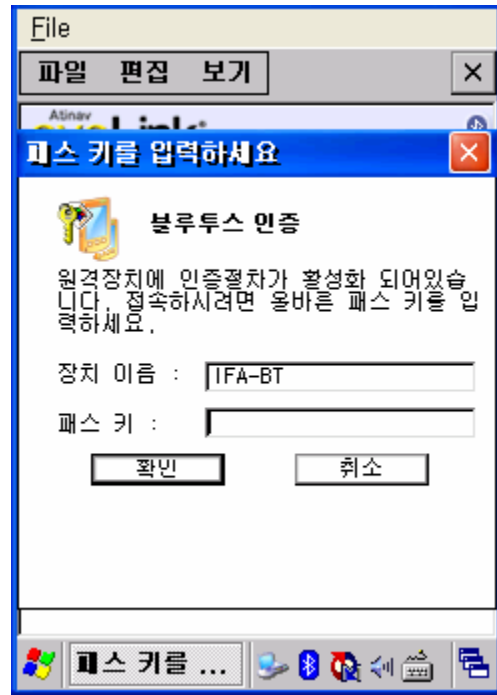 File
파일 편집 보기
Atinav
패스 키를 입력하세요
블루투스 인증
원격장치에 인증절차가 활성화 되어있습
니다. 접속하시려면 올바른 패스 키를 입
력하세요.
장치 이름 : IFA-BT
패스 키 :
확인 취소
패스 키를 ...